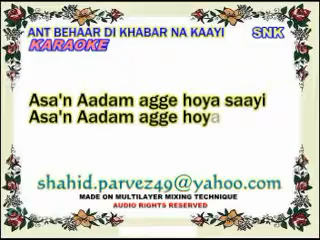 ANT BEHAAR DI KHABAR NA KAAYI SNK
KARAOKE
Asa'n Aadam agge hoya saayi
Asa'n Aadam agge hoya
shahid.parvez49@yahoo.com
MADE ON MULTILAYER MIXING TECHNIQUE
AUDIO RIGHTS RESERVED